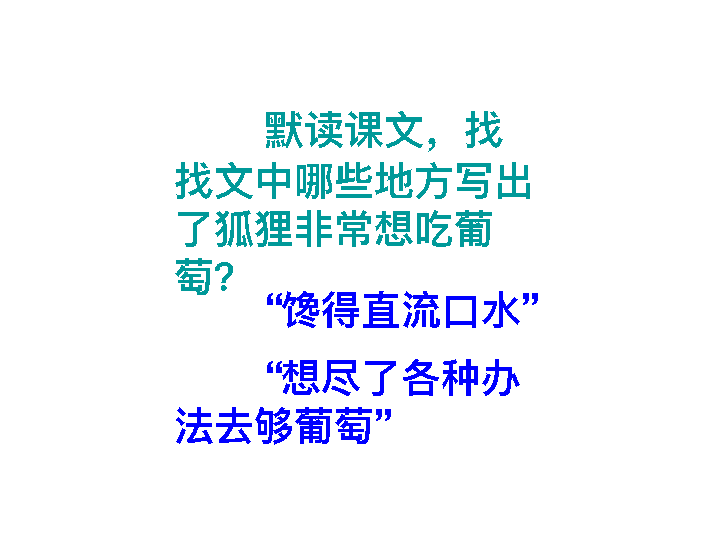 默读课文，找
找文中哪些地方写出
了狐狸非常想吃葡
萄?
“馋得直流口水”
“想尽了各种办
法去够葡萄”